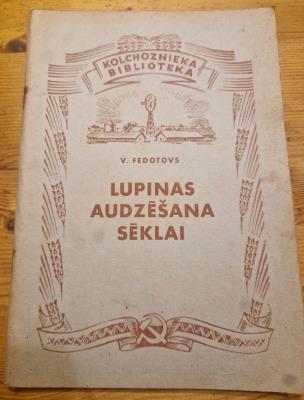 KOLCHOZNIEKA
BIBLIOTEKA
V. FEDOTOVS
LUPINAS
AUDZĒŠANA
SĒKLAI